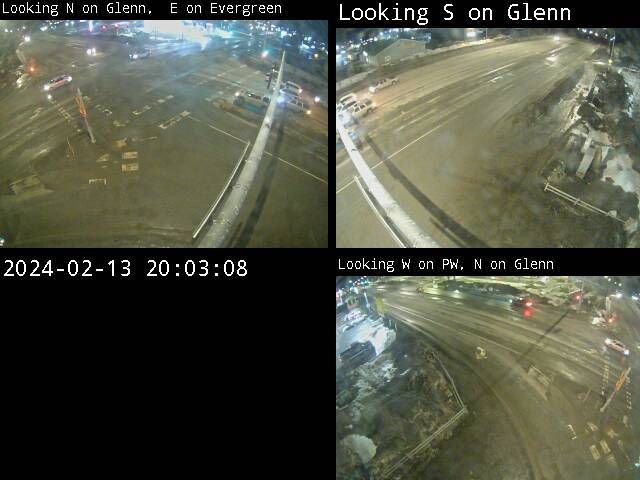 Looking N on Glenn,  E on Evergreen
Looking S on Glenn
2024-02-13 20:03:08
Looking W on PW, N on Glenn